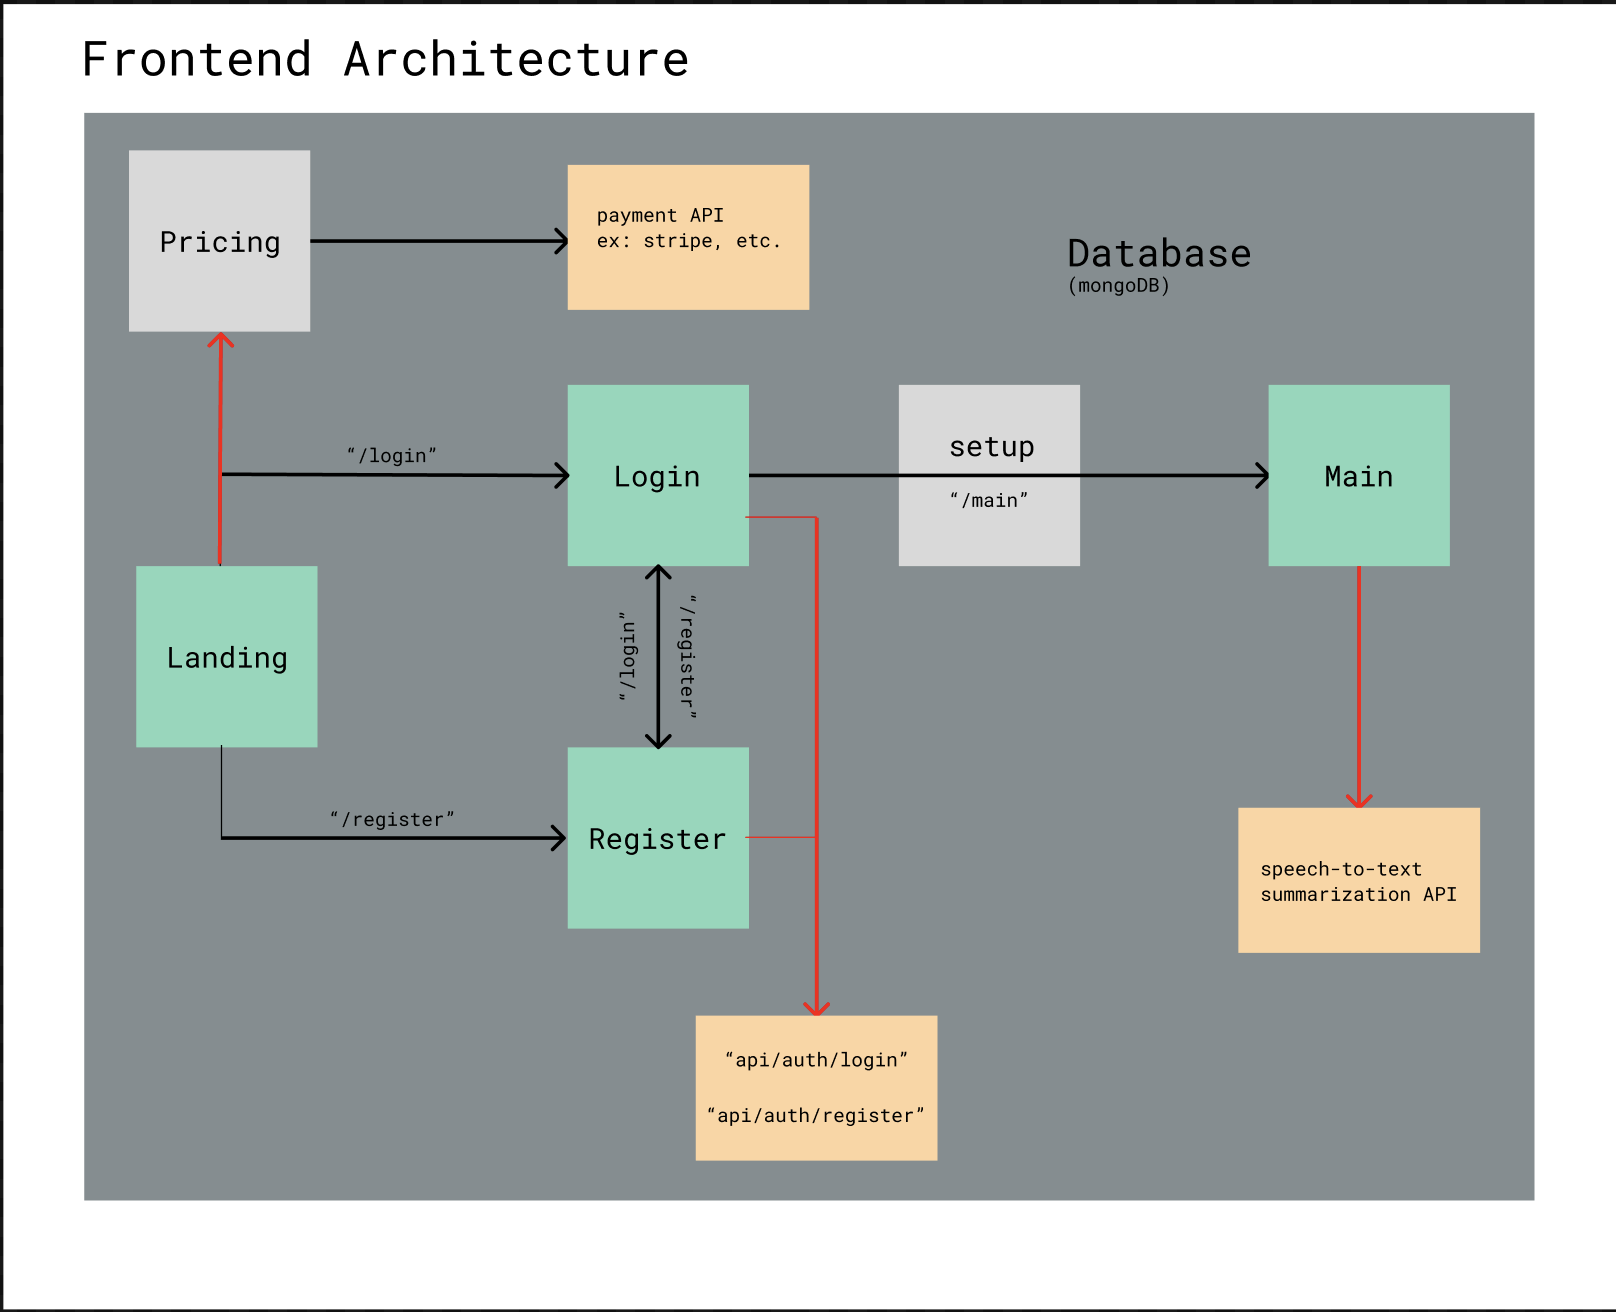 Frontend Architecture
Pricing
payment API
ex: stripe, etc.
Database
(mongoDB)
“/login”
Login
setup
“/main”
Main
Landing
“/login”
“/register”
“/register”
Register
speech-to-text
summarization API
“api/auth/login”
“api/auth/register”